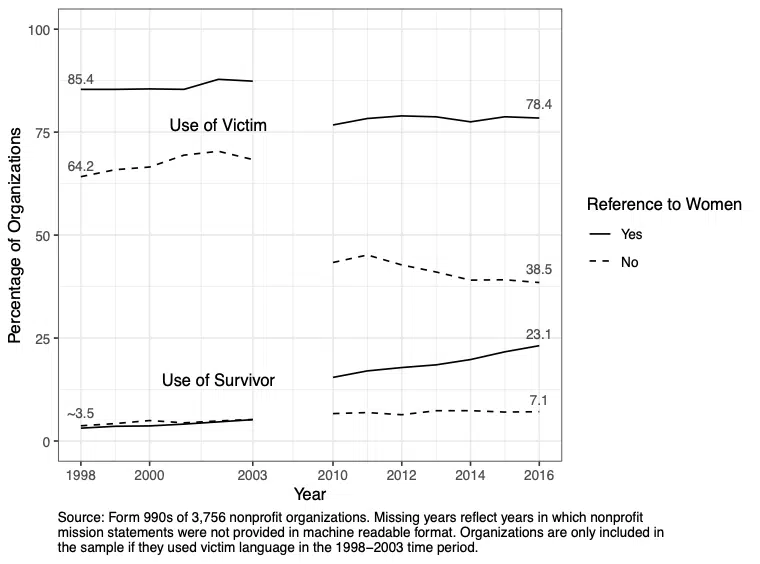 100
85.4
78.4
Use of Victim
75
64.2
Reference to Women
Yes
50
No
38.5
25
23.1
Use of Survivor
~3.5
7.1
0
1998 2000 2003 2010 2012 2014 2016
Year
Percentage of Organizations
Source: Form 990s of 3,756 nonprofit organizations. Missing years reflect years in which nonprofit
mission statements were not provided in machine readable format. Organizations are only included in
the sample if they used victim language in the 1998–2003 time period.